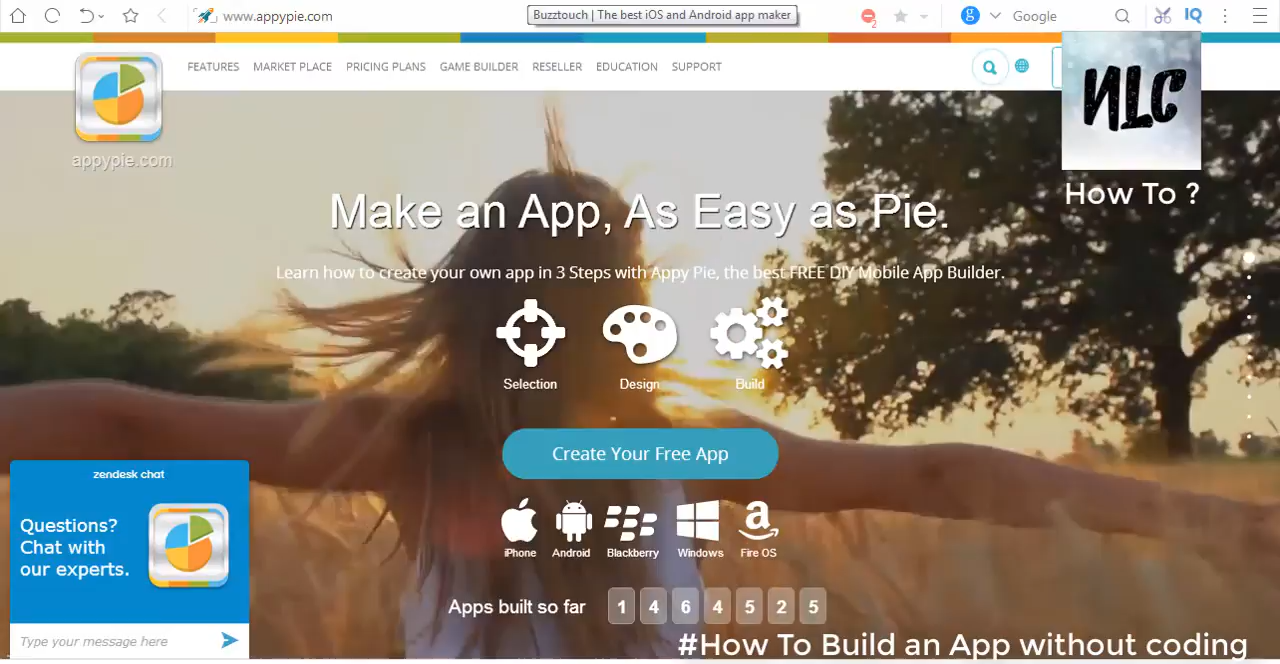 www.appypie.com
Buzztouch | The best iOS and Android app maker
2
g
Google
IQ
FEATURES MARKET PLACE PRICING PLANS GAME BUILDER RESELLER EDUCATION SUPPORT
appypie.com
NLC
How To ?
Make an App, As Easy as Pie.
Learn how to create your own app in 3 Steps with Appy Pie, the best FREE DIY Mobile App Builder.
Selection Design Build
Create Your Free App
iPhone Android Blackberry Windows Fire OS
Apps built so far 1 4 6 4 5 2 5
zendesk chat
Questions?
Chat with
our experts.
Type your message here
#How To Build an App without coding